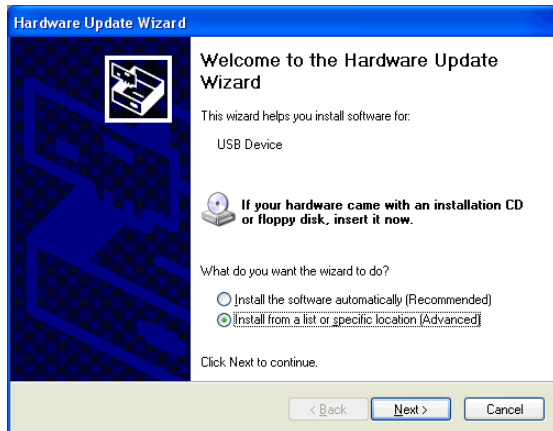 Hardware Update Wizard
Welcome to the Hardware Update
Wizard
This wizard helps you install software for:
USB Device
If your hardware came with an installation CD
or floppy disk, insert it now.
What do you want the wizard to do?
Install the software automatically (Recommended)
Install from a list or specific location (Advanced)
Click Next to continue.
< Back Next > Cancel